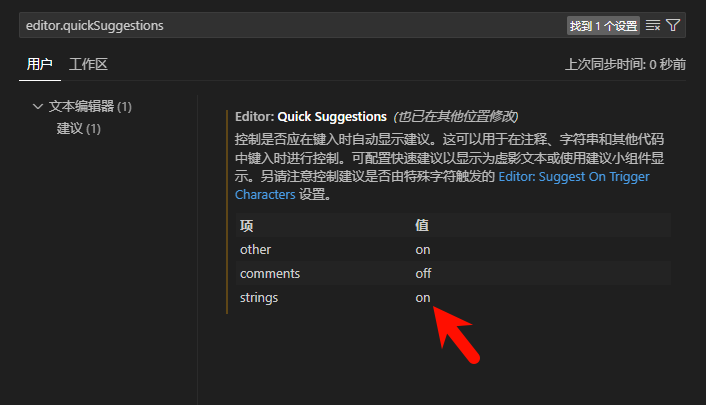 editor.quickSuggestions 找到 1 个设置
用户 工作区 上次同步时间: 0 秒前
文本编辑器 (1)
建议 (1)
Editor: Quick Suggestions (也已在其他位置修改)
控制是否应在键入时自动显示建议。这可以用于在注释、字符串和其他代码
中键入时进行控制。可配置快速建议以显示为虚影文本或使用建议小组件显
示。另请注意控制建议是否由特殊字符触发的 Editor: Suggest On Trigger
Characters 设置。
项 值
other on
comments off
strings on